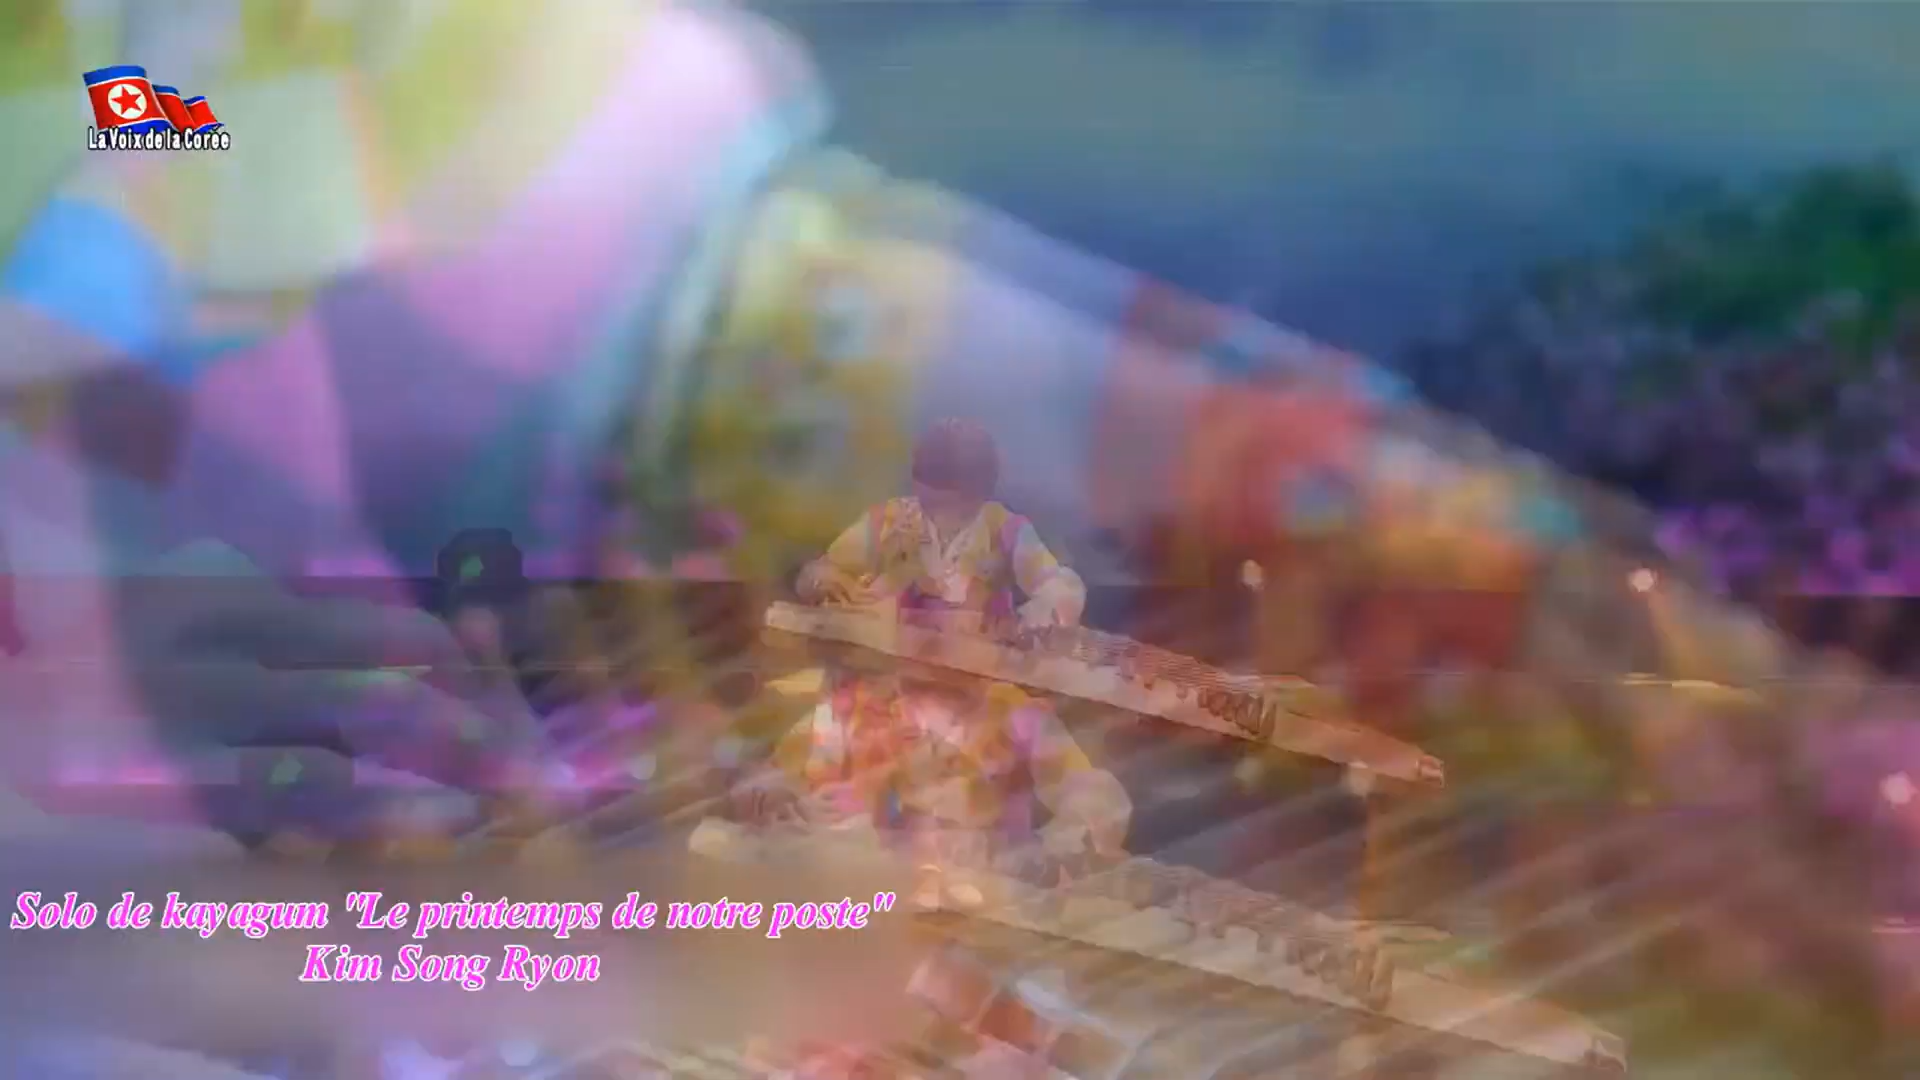 La Voix de la Corée
Solo de kayagum "Le printemps de notre poste"
Kim Song Ryon